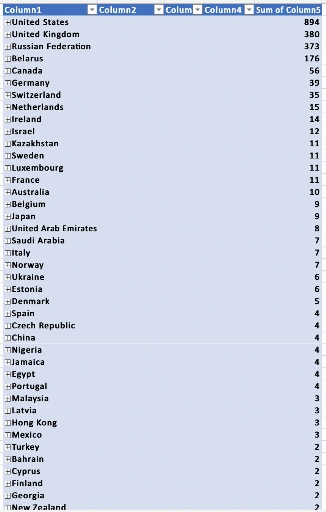 Column1 Column2 Colum Column4 Sum of Column5
United States 894
United Kingdom 380
Russian Federation 373
Belarus 176
Canada 56
Germany 39
Switzerland 35
Netherlands 15
Ireland 14
Israel 12
Kazakhstan 11
Sweden 11
Luxembourg 11
France 11
Australia 10
Belgium 9
Japan 9
United Arab Emirates 8
Saudi Arabia 7
Italy 7
Norway 7
Ukraine 6
Estonia 6
Denmark 5
Spain 4
Czech Republic 4
China 4
Nigeria 4
Jamaica 4
Egypt 4
Portugal 4
Malaysia 3
Latvia 3
Hong Kong 3
Mexico 3
Turkey 2
Bahrain 2
Cyprus 2
Finland 2
Georgia 2
New Zealand 2